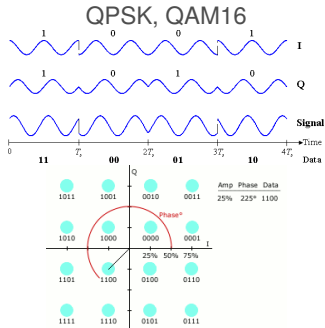 QPSK, QAM16
1 0 0 1
I
1 0 1 0
Q
Signal
Time
0 Ts 2Ts 3Ts 4Ts
11 00 01 10 Data
Q
Amp Phase Data
25% 225° 1100
1011 1001 0010 0011
Phase°
1010 1000 0000 0001
I
25% 50% 75%
1101 1100 0100 0110
1111 1110 0101 0111